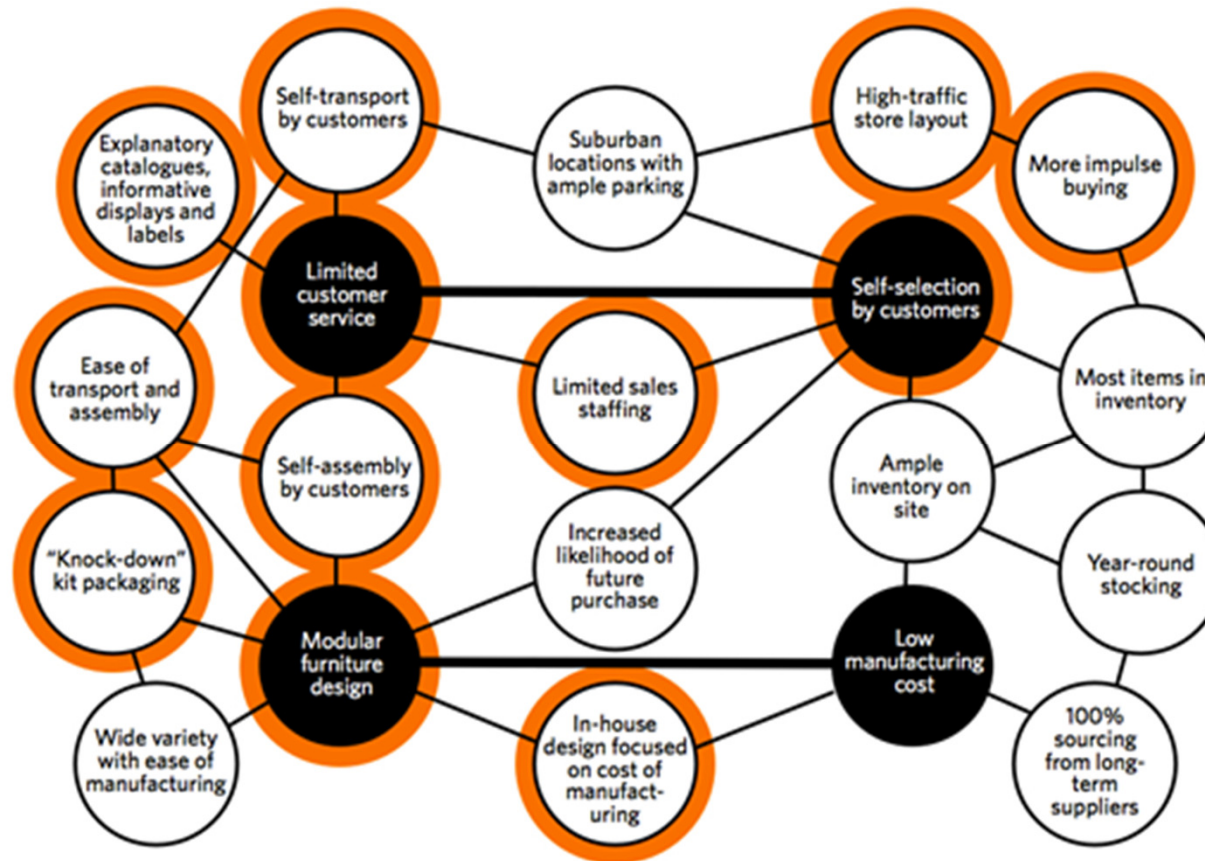 Self-transport
by customers
High-traffic
store layout
Explanatory
catalogues,
informative
displays and
labels
Suburban
locations with
ample parking
More impulse
buying
Limited
customer
service
Self-selection
by customers
Ease of
transport and
assembly
Limited sales
staffing
Most items in
inventory
Self-assembly
by customers
Ample
inventory on
site
"Knock-down"
kit packaging
Increased
likelihood of
future
purchase
Year-round
stocking
Modular
furniture
design
Low
manufacturing
cost
Wide variety
with ease of
manufacturing
In-house
design focused
on cost of
manufact-
uring
100%
sourcing
from long-
term
suppliers